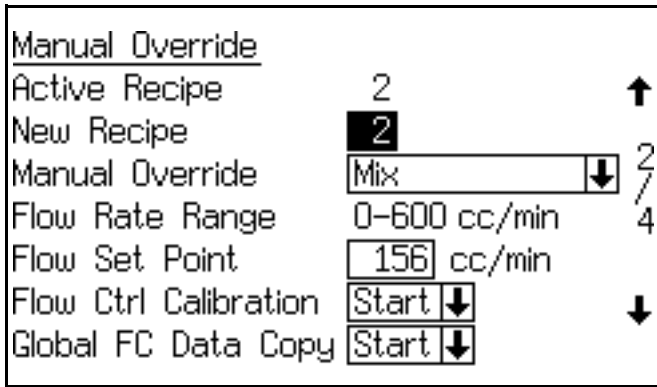 Manual Override
Active Recipe 2
New Recipe 2
Manual Override Mix
Flow Rate Range 0-600 cc/min
Flow Set Point 156 cc/min
Flow Ctrl Calibration Start
Global FC Data Copy Start
2/4